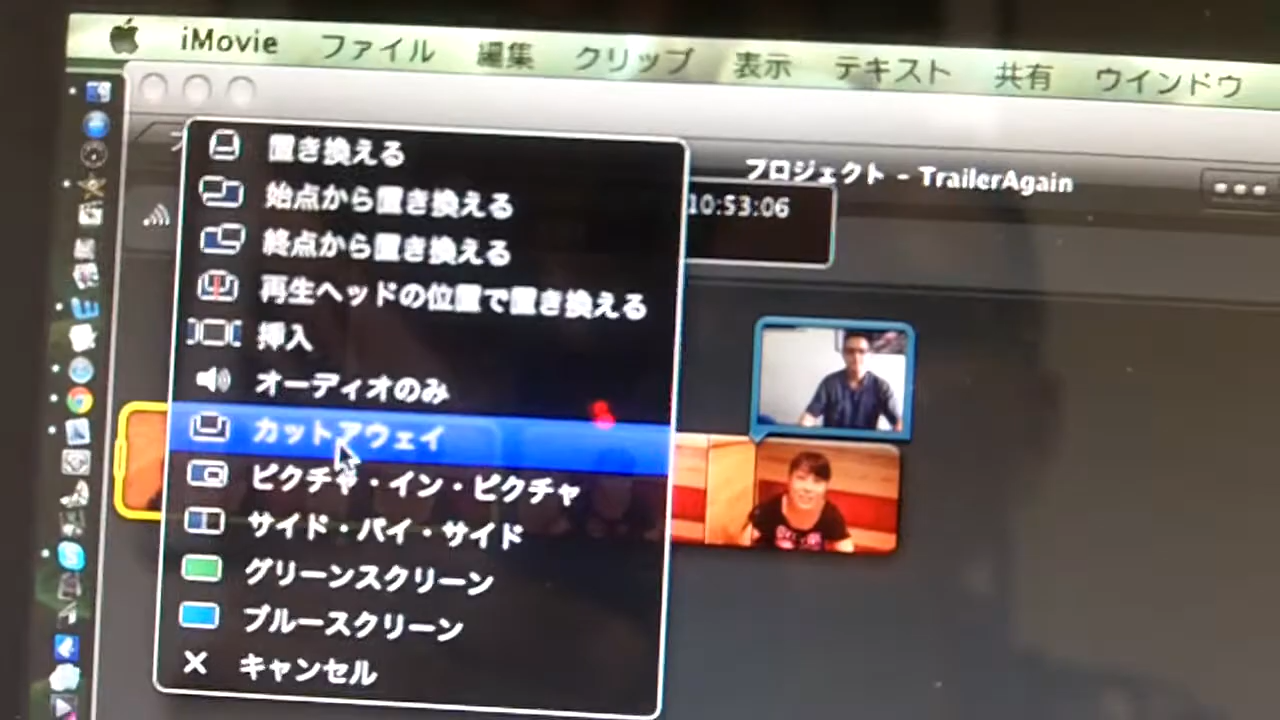 iMovie ファイル 編集 クリップ 表示 テキスト 共有 ウインドウ
プロジェクト - TrailerAgain
10:53:06
置き換える
始点から置き換える
終点から置き換える
再生ヘッドの位置で置き換える
挿入
オーディオのみ
カットアウェイ
ピクチャ・イン・ピクチャ
サイド・バイ・サイド
グリーンスクリーン
ブルースクリーン
キャンセル